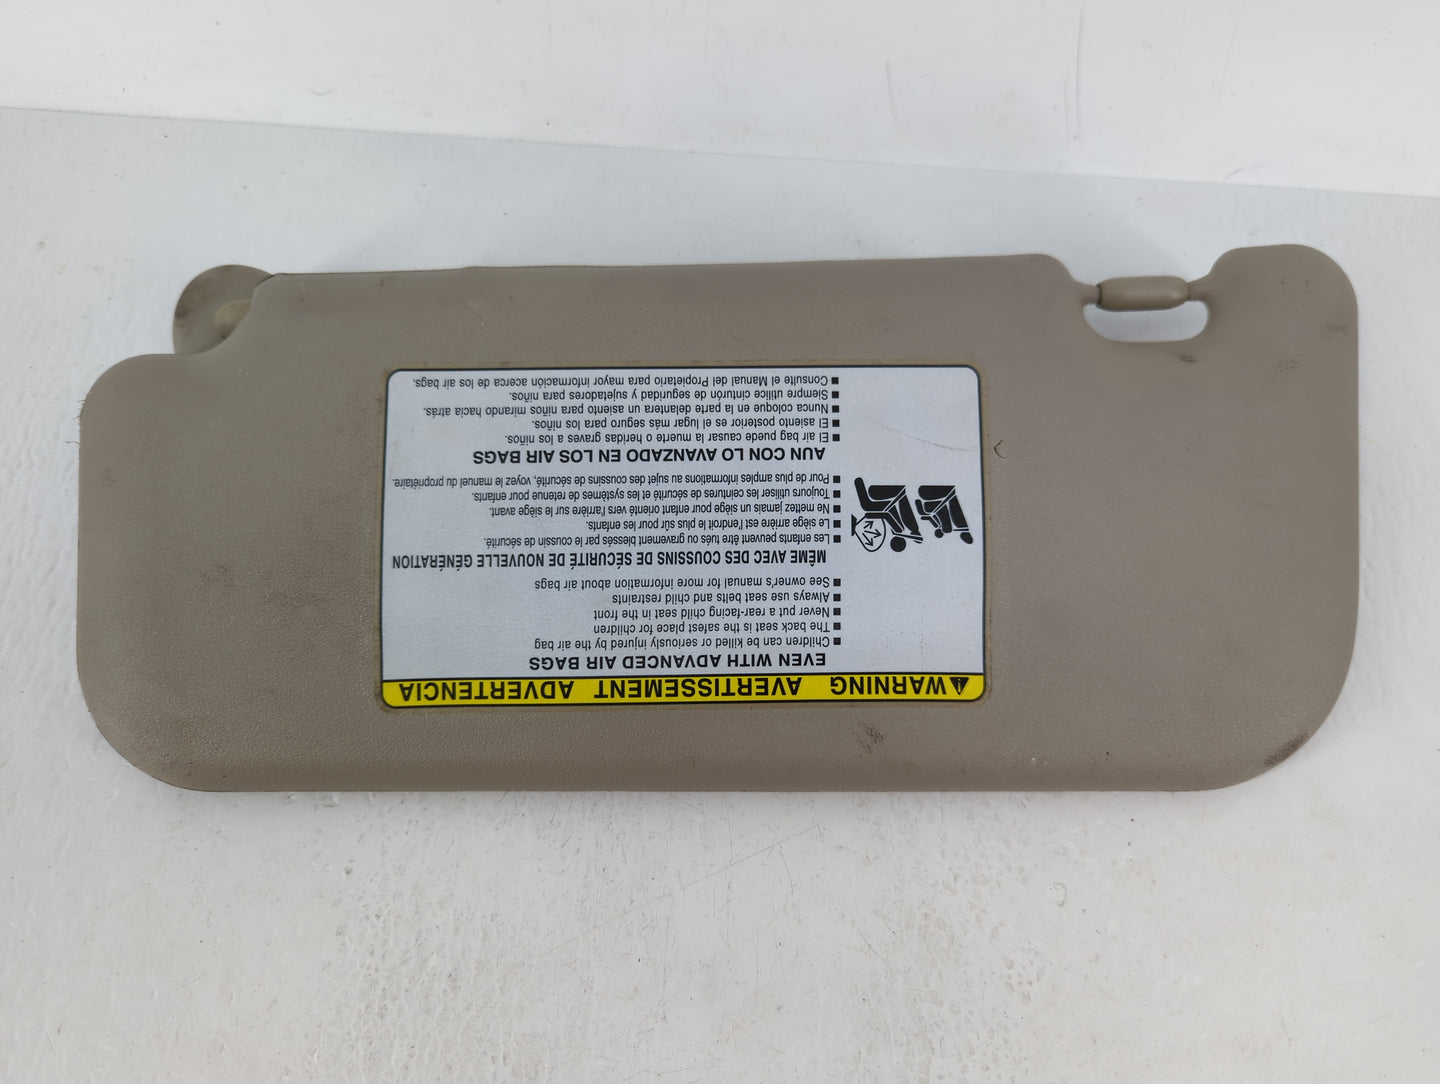 ⚠WARNING AVERTISSEMENT ADVERTENCIA
EVEN WITH ADVANCED AIR BAGS
■ Children can be killed or seriously injured by the air bag
■ The back seat is the safest place for children
■ Never put a rear-facing child seat in the front
■ Always use seat belts and child restraints
■ See owner's manual for more information about air bags
MÊME AVEC DES COUSSINS DE SÉCURITÉ DE NOUVELLE GÉNÉRATION
■ Les enfants peuvent être tués ou gravement blessés par le coussin de sécurité.
■ Le siège arrière est l'endroit le plus sûr pour les enfants.
■ Ne mettez jamais un siège pour enfant orienté vers l'arrière sur le siège avant.
■ Toujours utiliser les ceintures de sécurité et les systèmes de retenue pour enfants.
■ Pour de plus amples informations au sujet des coussins de sécurité, voyez le manuel du propriétaire.
AUN CON LO AVANZADO EN LOS AIR BAGS
■ El air bag puede causar la muerte o heridas graves a a los niños.
■ El asiento posterior es el lugar más seguro para los niños.
■ Nunca coloque en la parte delantera un asiento para niños mirando hacia atrás.
■ Siempre utilice cinturón de seguridad y sujetadores para niños.
■ Consulte el Manual del Propietario para mayor información acerca de los air bags.